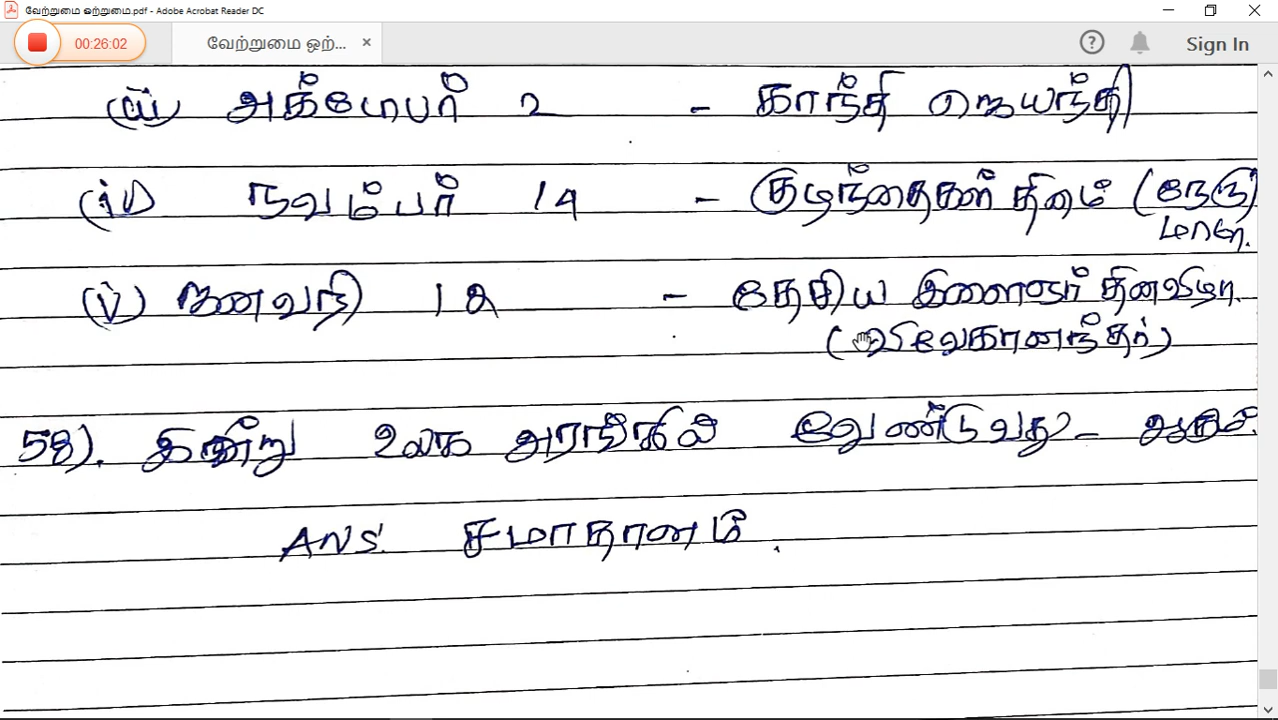 வேற்றுமை ஒற்றுமை.pdf - Adobe Acrobat Reader DC
00:26:02 வேற்றுமை ஒற்... × Sign In
(iii) அக்டோபர் 2 - காந்தி ஜெயந்தி
(iv) நவம்பர் 14 - குழந்தைகள் தினம் (நேரு)
(v) ஜனவரி 12 - தேசிய இளைஞர் தினவிழா.
(விவேகானந்தர்)
58). இன்று உலக அரங்கில் வேண்டுவது - ஆகும்.
ANS. சமாதானம்.